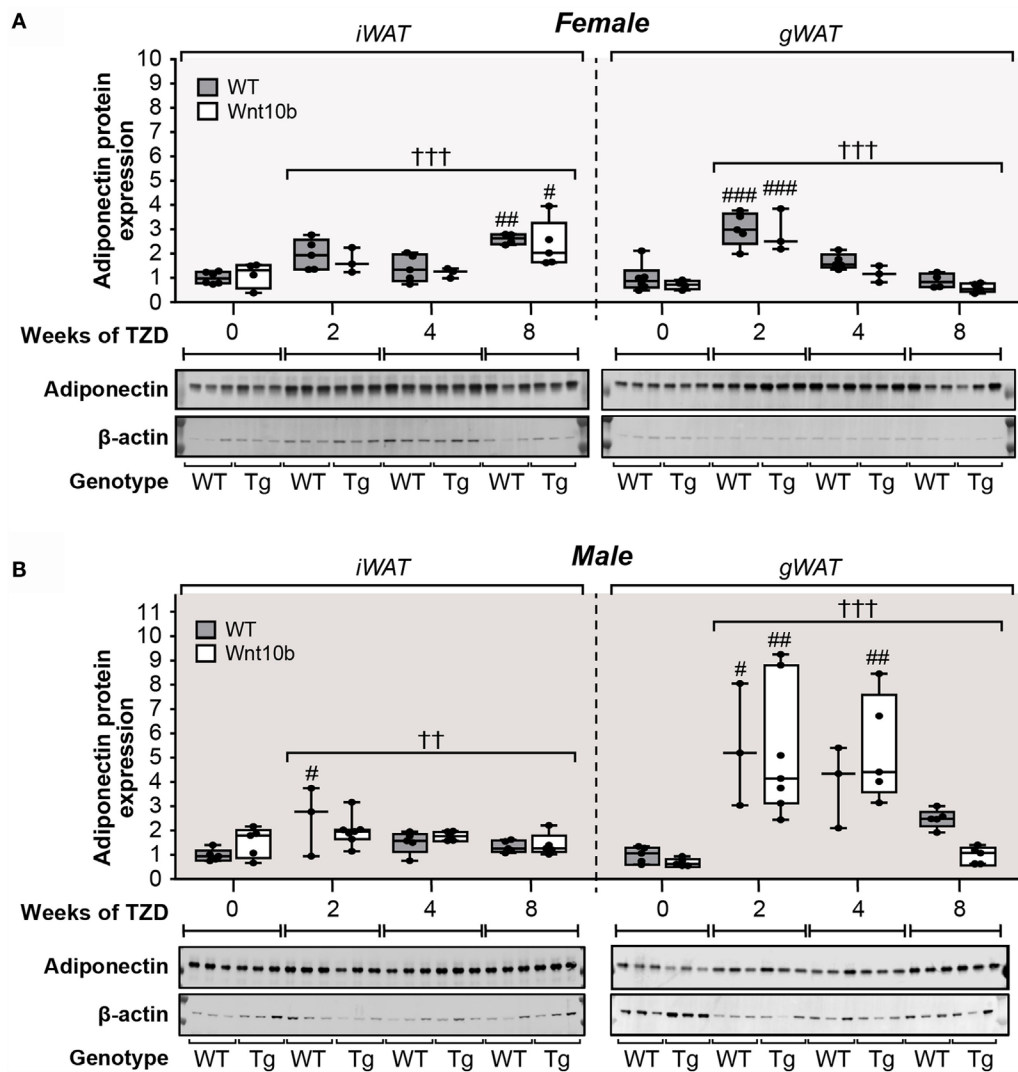 A
Female
iWAT
gWAT
10
9
8
7
6
5
4
3
2
1
0
Adiponectin protein
expression
WT
Wnt10b
†††
##
#
†††
###
###
Weeks of TZD
0
2
4
8
0
2
4
8
Adiponectin
β-actin
Genotype
WT
Tg
WT
Tg
WT
Tg
WT
Tg
WT
Tg
WT
Tg
WT
Tg
WT
Tg
B
Male
iWAT
gWAT
11
10
9
8
7
6
5
4
3
2
1
0
Adiponectin protein
expression
WT
Wnt10b
††
#
†††
#
##
##
Weeks of TZD
0
2
4
8
0
2
4
8
Adiponectin
β-actin
Genotype
WT
Tg
WT
Tg
WT
Tg
WT
Tg
WT
Tg
WT
Tg
WT
Tg
WT
Tg